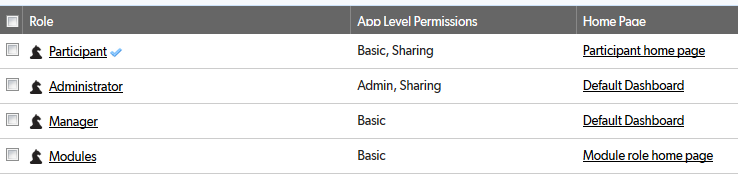 Role App Level Permissions Home Page
Participant Basic, Sharing Participant home page
Administrator Admin, Sharing Default Dashboard
Manager Basic Default Dashboard
Modules Basic Module role home page